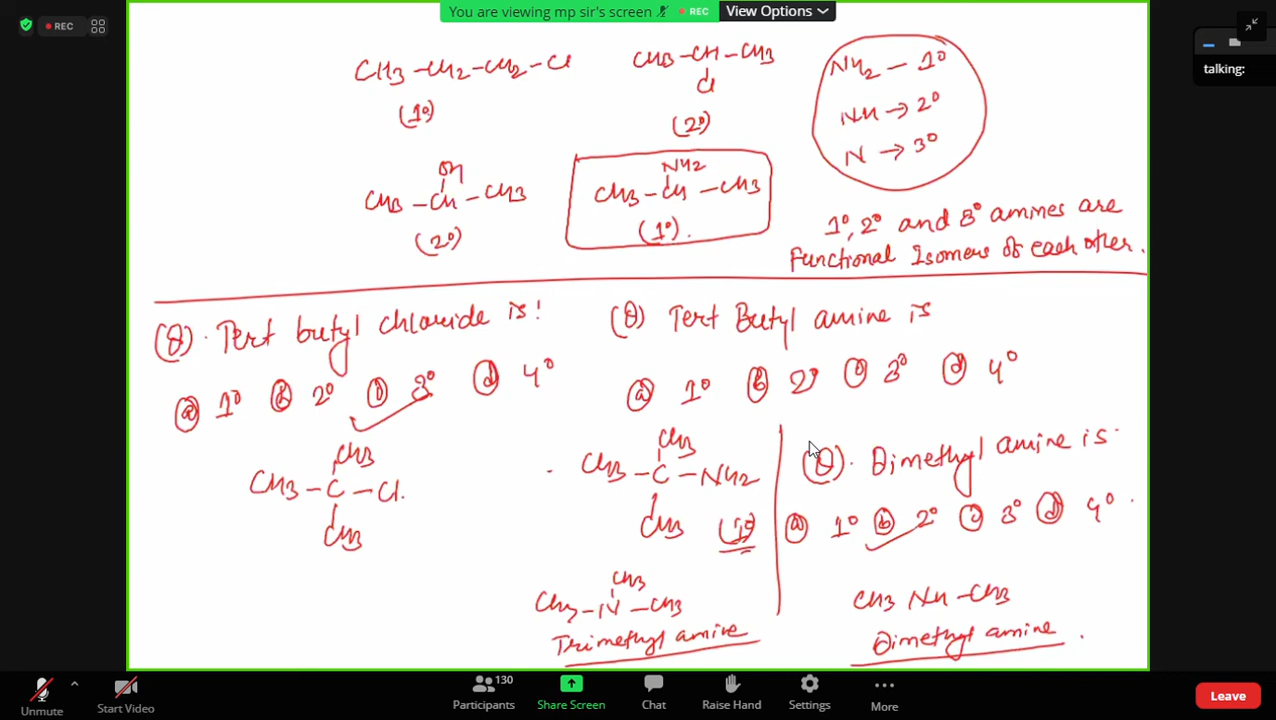 You are viewing mp sir's screen REC View Options
REC
talking:
CH3-CH2-CH2-Cl
(1°)
CH3-CH-CH3
Cl
(2°)
NH2 - 1°
NH → 2°
N → 3°
OH
CH3-CH-CH3
(2°)
NH2
CH3-CH-CH3
(1°).
1°, 2° and 3° amines are
Functional Isomers of each other.
(Q). Tert butyl chloride is!
(a) 1° (b) 2° (c) 3° (d) 4°
CH3
CH3-C-Cl.
CH3
(Q) Tert Butyl amine is
(a) 1° (b) 2° (c) 3° (d) 4°
CH3
CH3-C-NH2
CH3
(1°)
CH3
CH3-N-CH3
Trimethyl amine
(Q). Dimethyl amine is
(a) 1° (b) 2° (c) 3° (d) 4°
CH3 NH-CH3
Dimethyl amine.
Unmute
Start Video
130
Participants
Share Screen
Chat
Raise Hand
Settings
More
Leave